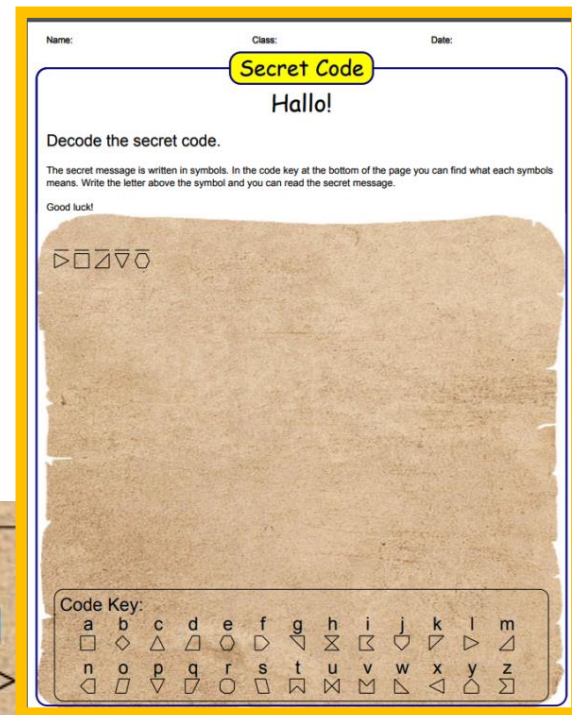 Name: Class: Date:
Secret Code
Hallo!
Decode the secret code.
The secret message is written in symbols. In the code key at the bottom of the page you can find what each symbols
means. Write the letter above the symbol and you can read the secret message.
Good luck!
Code Key:
a b c d e f g h i j k l m
n o p q r s t u v w x y z